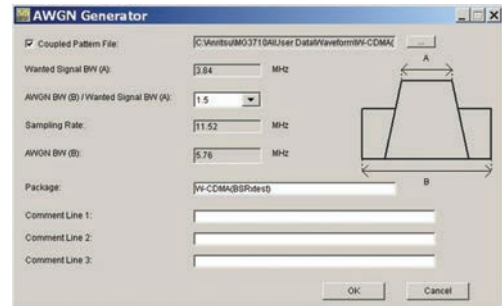 AWGN Generator
Coupled Pattern File: C:\Anritsu\MG3710A\User Data\Waveform\W-CDMA( ...
Wanted Signal BW (A): 3.84 MHz
AWGN BW (B) / Wanted Signal BW (A): 1.5
Sampling Rate: 11.52 MHz
AWGN BW (B): 5.76 MHz
A
B
Package: W-CDMA(BSRxtest)
Comment Line 1:
Comment Line 2:
Comment Line 3:
OK Cancel